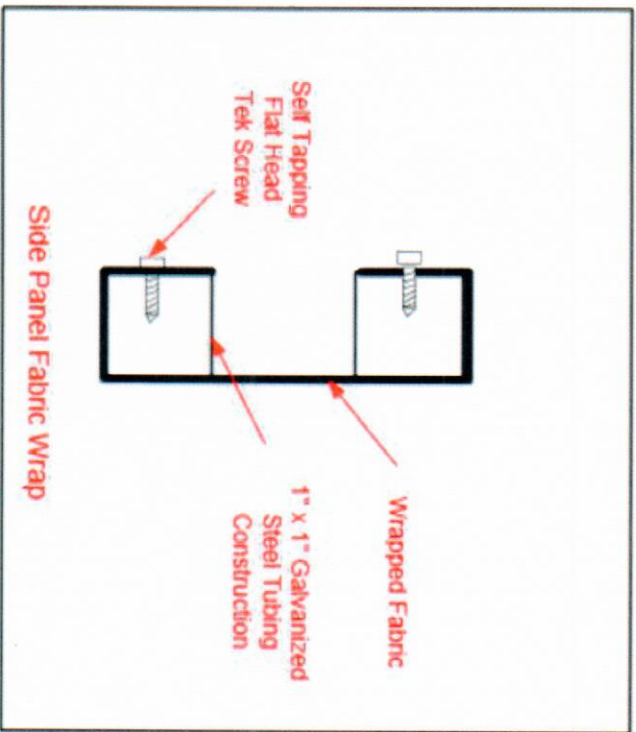 Self Tapping
Flat Head
Tek Screw
Wrapped Fabric
1" x 1" Galvanized
Steel Tubing
Construction
Side Panel Fabric Wrap